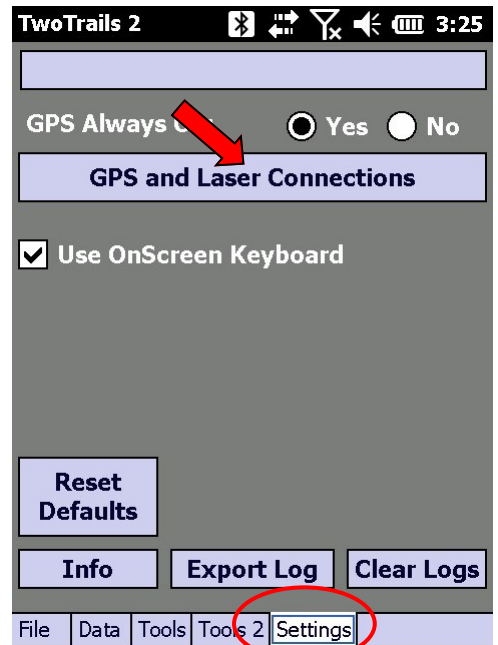 TwoTrails 2 3:25
GPS Always Yes No
GPS and Laser Connections
Use OnScreen Keyboard
Reset
Defaults
Info Export Log Clear Logs
File Data Tools Tools 2 Settings